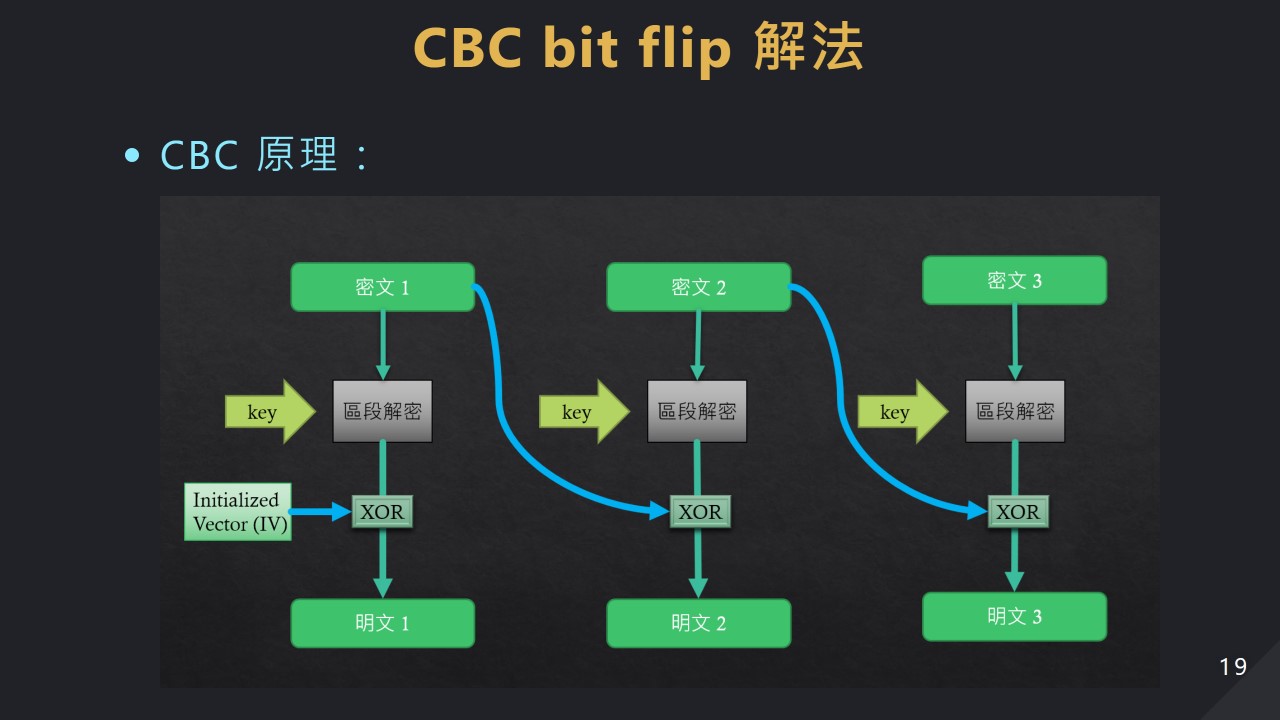 CBC bit flip 解法
• CBC 原理：
密文 1
密文 2
密文 3
key
區段解密
key
區段解密
key
區段解密
Initialized
Vector (IV)
XOR
XOR
XOR
明文 1
明文 2
明文 3
19